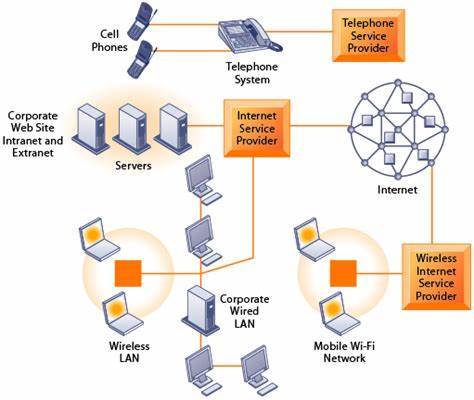 Cell
Phones
Telephone
System
Telephone
Service
Provider
Corporate
Web Site
Intranet and
Extranet
Servers
Internet
Service
Provider
Internet
Wireless
LAN
Corporate
Wired
LAN
Mobile Wi-Fi
Network
Wireless
Internet
Service
Provider